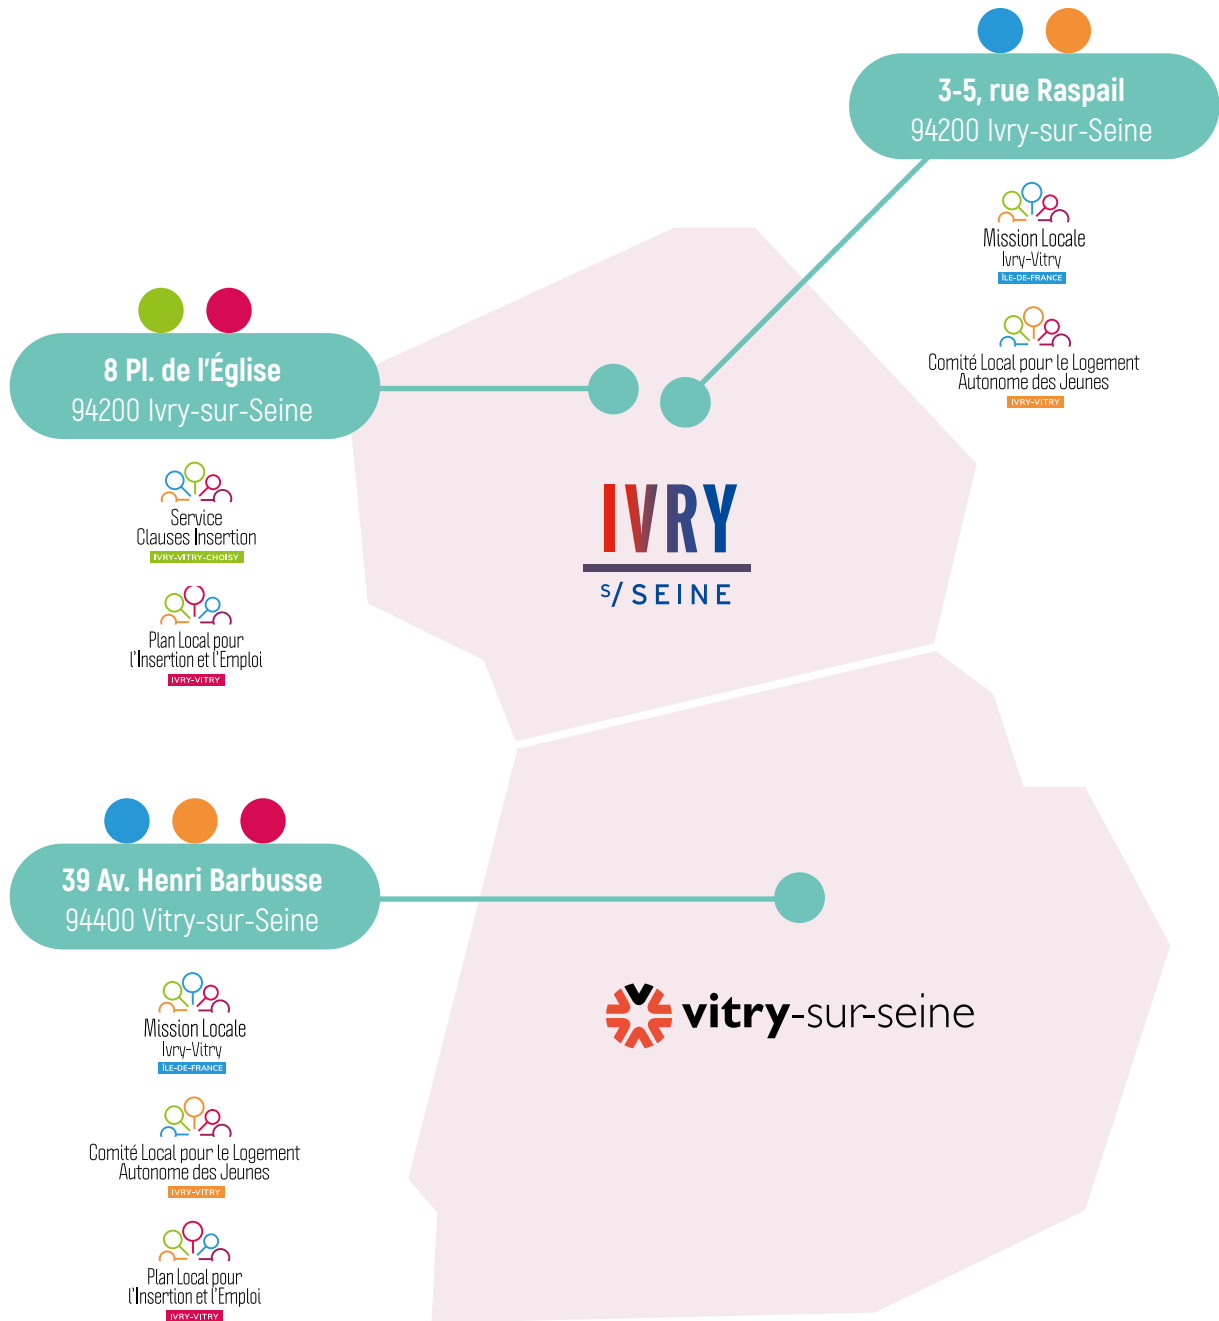 3-5, rue Raspail
94200 Ivry-sur-Seine
Mission Locale
Ivry-Vitry
ÎLE-DE-FRANCE
Comité Local pour le Logement
Autonome des Jeunes
IVRY-VITRY
8 Pl. de l'Église
94200 Ivry-sur-Seine
Service
Clauses Insertion
IVRY-VITRY-CHOISY
Plan Local pour
l'Insertion et l'Emploi
IVRY-VITRY
IVRY
S/ SEINE
39 Av. Henri Barbusse
94400 Vitry-sur-Seine
Mission Locale
Ivry-Vitry
ÎLE-DE-FRANCE
Comité Local pour le Logement
Autonome des Jeunes
IVRY-VITRY
Plan Local pour
l'Insertion et l'Emploi
IVRY-VITRY
vitry-sur-seine